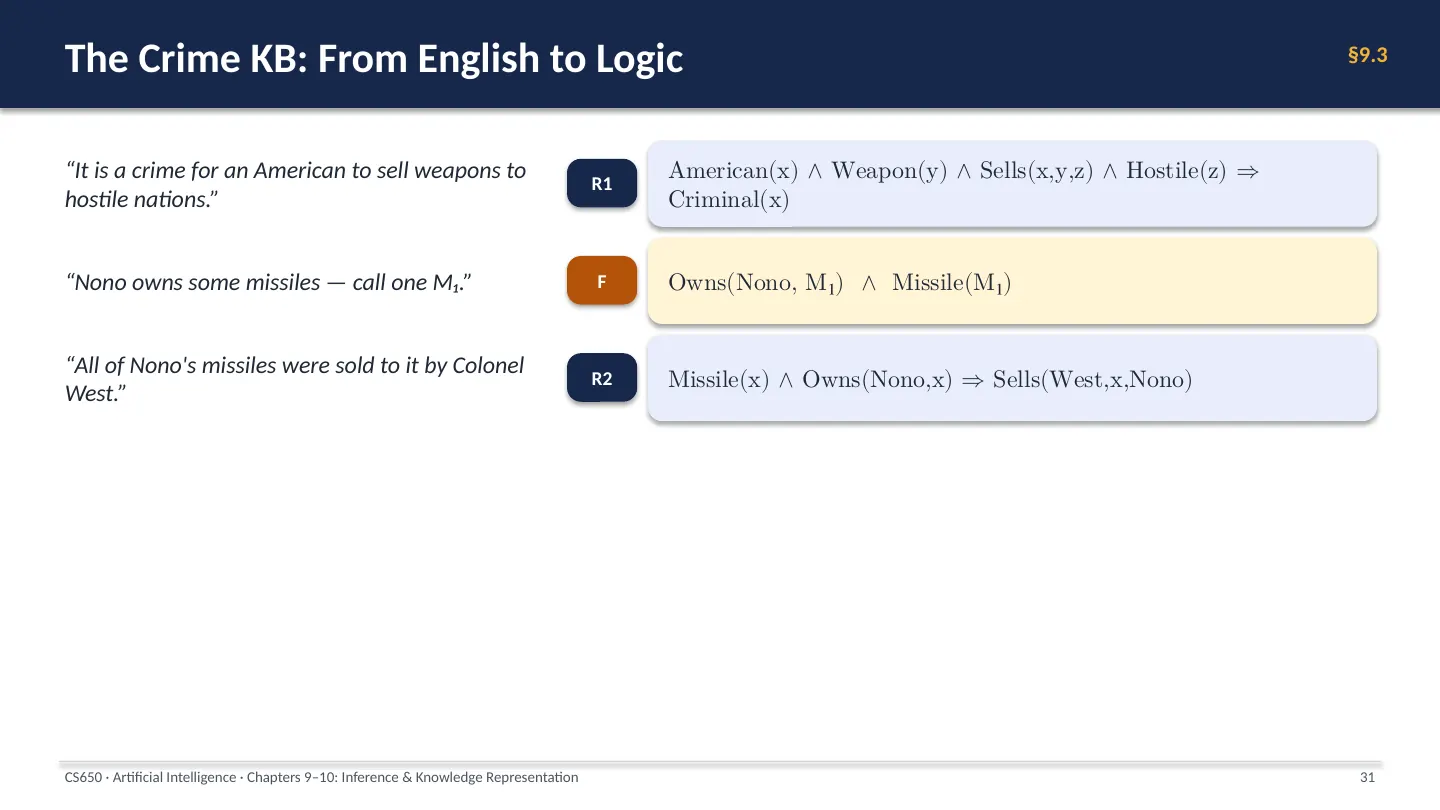 The Crime KB: From English to Logic
§9.3
“It is a crime for an American to sell weapons to
hostile nations.”
R1
American(x) ∧ Weapon(y) ∧ Sells(x,y,z) ∧ Hostile(z) ⇒
Criminal(x)
“Nono owns some missiles — call one M₁.”
F
Owns(Nono, M₁) ∧ Missile(M₁)
“All of Nono's missiles were sold to it by Colonel
West.”
R2
Missile(x) ∧ Owns(Nono,x) ⇒ Sells(West,x,Nono)
CS650 · Artificial Intelligence · Chapters 9–10: Inference & Knowledge Representation
31